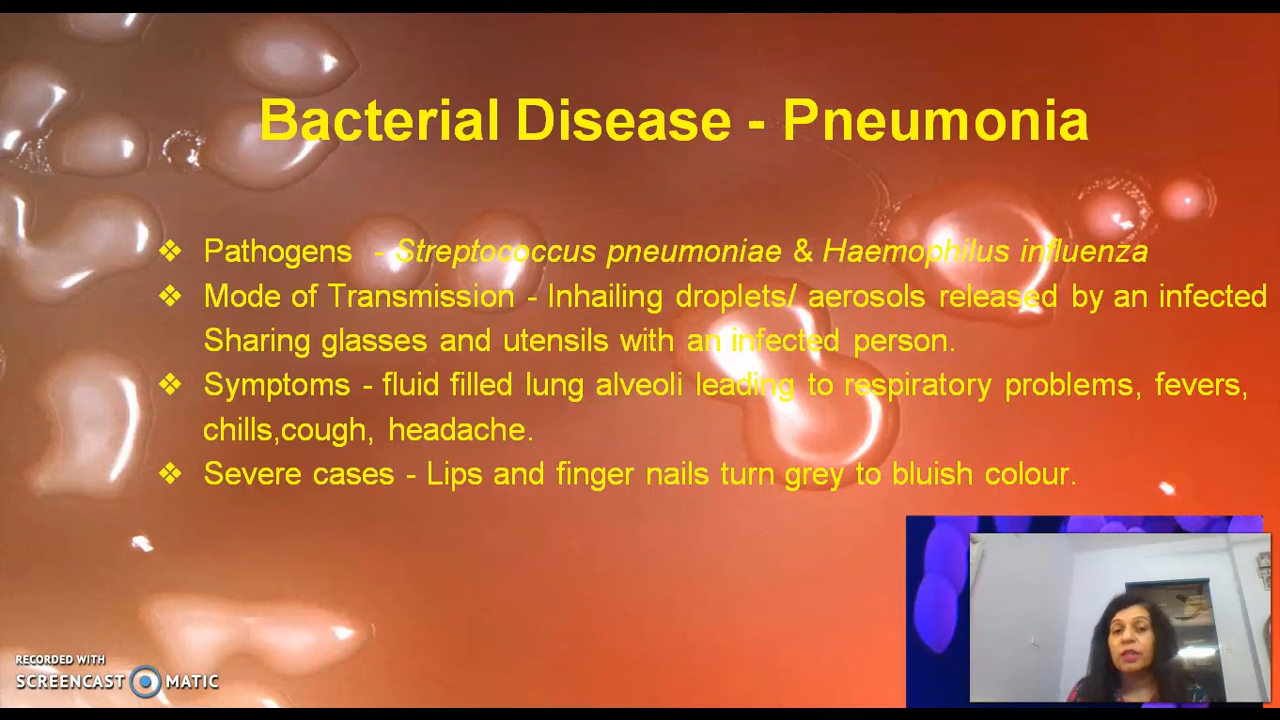 Bacterial Disease - Pneumonia
❖ Pathogens - Streptococcus pneumoniae & Haemophilus influenza
❖ Mode of Transmission - Inhailing droplets/ aerosols released by an infected
Sharing glasses and utensils with an infected person.
❖ Symptoms - fluid filled lung alveoli leading to respiratory problems, fevers,
chills,cough, headache.
❖ Severe cases - Lips and finger nails turn grey to bluish colour.
RECORDED WITH
SCREENCAST MATIC